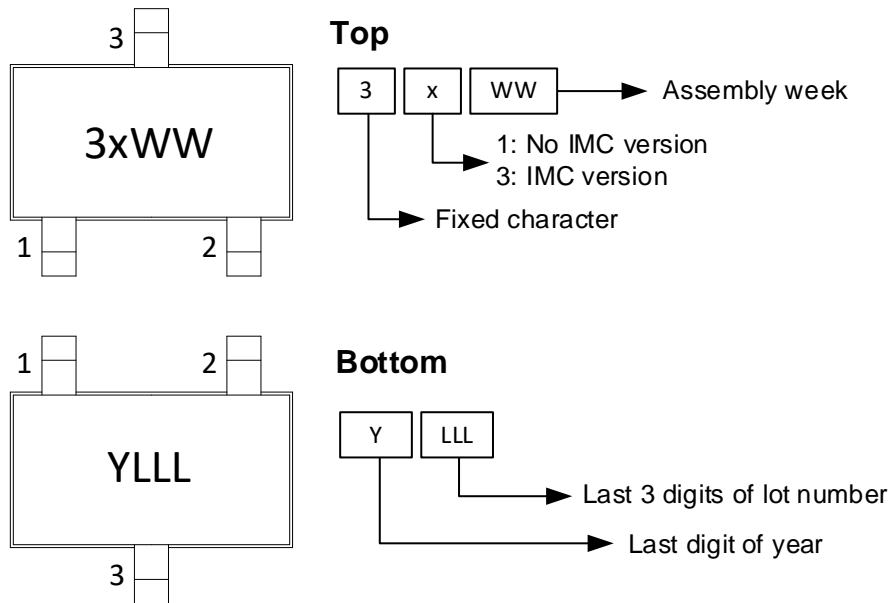 3
Top
3 x WW Assembly week
3xWW
1: No IMC version
3: IMC version
Fixed character
1 2
1 2
Bottom
Y LLL
YLLL
Last 3 digits of lot number
Last digit of year
3